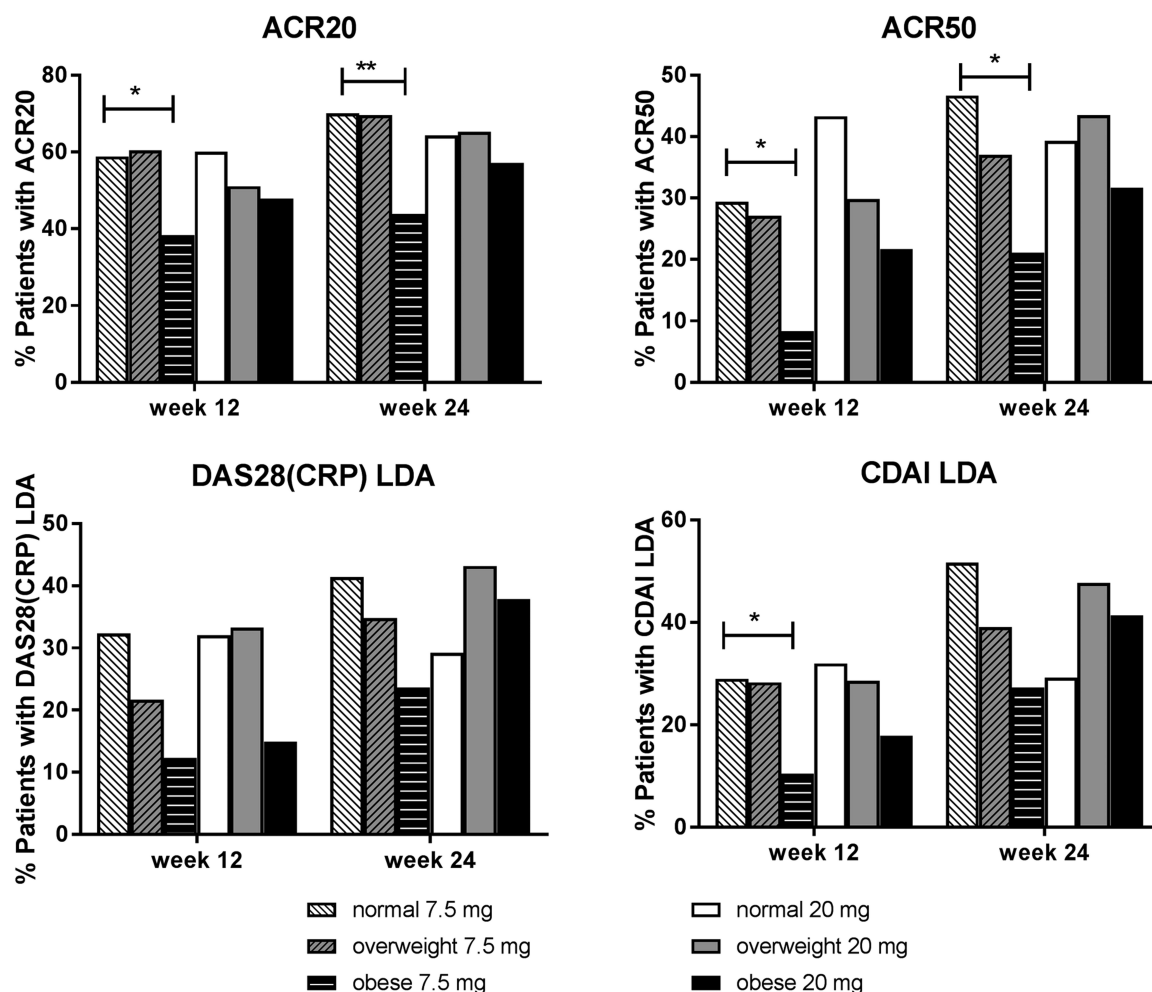 ACR20
% Patients with ACR20
80
60
40
20
0
*
**
week 12
week 24
ACR50
% Patients with ACR50
50
40
30
20
10
0
*
*
week 12
week 24
DAS28(CRP) LDA
% Patients with DAS28(CRP) LDA
50
40
30
20
10
0
week 12
week 24
CDAI LDA
% Patients with CDAI LDA
60
40
20
0
*
week 12
week 24
normal 7.5 mg
overweight 7.5 mg
obese 7.5 mg
normal 20 mg
overweight 20 mg
obese 20 mg